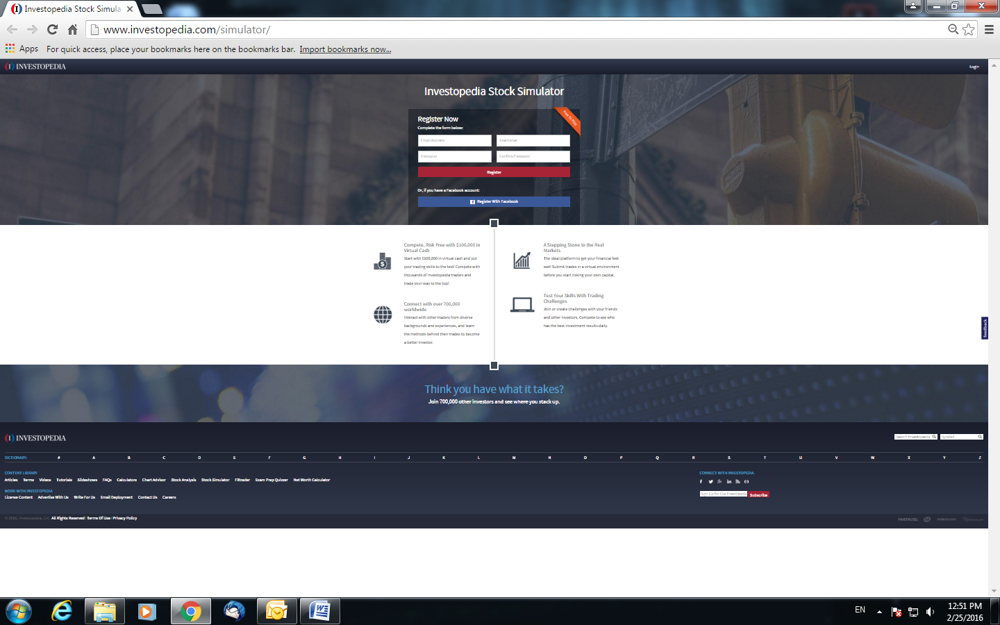 Investopedia Stock Simula
www.investopedia.com/simulator/
Apps For quick access, place your bookmarks here on the bookmarks bar. Import bookmarks now...
INVESTOPEDIA
Login
Investopedia Stock Simulator
Free To Play
Register Now
Complete the form below:
Email Address Username
Password Confirm Password
Register
Or, if you have a Facebook account:
Register With Facebook
Compete, Risk Free with $100,000 in
Virtual Cash
Start with $100,000 in virtual cash and put
your trading skills to the test! Compete with
thousands of Investopedia traders and
trade your way to the top!
Connect with over 700,000
worldwide
Interact with other traders from diverse
backgrounds and experiences, and learn
the methods behind their trades to become
a better investor.
A Stepping Stone to the Real
Markets
The ideal platform to get your financial feet
wet! Submit trades in a virtual environment
before you start risking your own capital.
Test Your Skills With Trading
Challenges
Join or create challenges with your friends
and other investors. Compete to see who
has the best investment results daily.
feedback
Think you have what it takes?
Join 700,000 other investors and see where you stack up.
INVESTOPEDIA
Search Investopedia Symbol
DICTIONARY: # A B C D E F G H I J K L M N O P Q R S T U V W X Y Z
CONTENT LIBRARY
Articles Terms Videos Tutorials Slideshows FAQs Calculators Chart Advisor Stock Analysis Stock Simulator FXtrader Exam Prep Quizzer Net Worth Calculator
WORK WITH INVESTOPEDIA
License Content Advertise With Us Write For Us Email Deployment Contact Us Careers
CONNECT WITH INVESTOPEDIA
Sign Up for Our Free Newsle Subscribe
Investopedia, LLC. All Rights Reserved | Terms Of Use | Privacy Policy
PARTNERS: About.com
EN
12:51 PM
2/25/2016